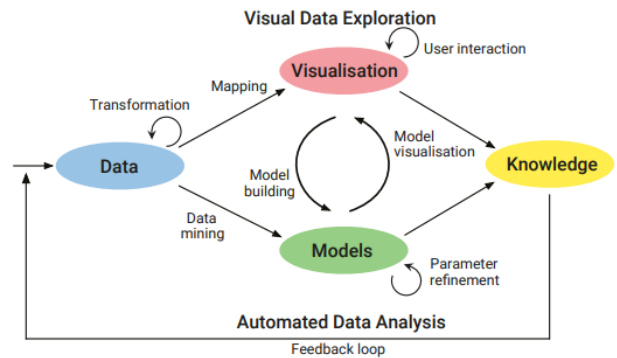 Visual Data Exploration
User interaction
Visualisation
Mapping
Transformation
Model
visualisation
Data
Knowledge
Model
building
Data
mining
Models
Parameter
refinement
Automated Data Analysis
Feedback loop